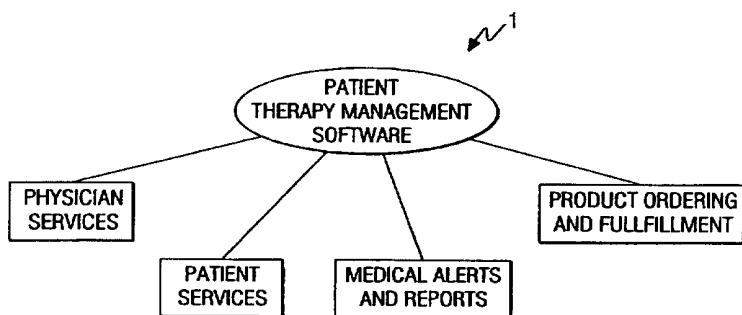 1
PATIENT
THERAPY MANAGEMENT
SOFTWARE
PHYSICIAN
SERVICES
PATIENT
SERVICES
MEDICAL ALERTS
AND REPORTS
PRODUCT ORDERING
AND FULLFILLMENT